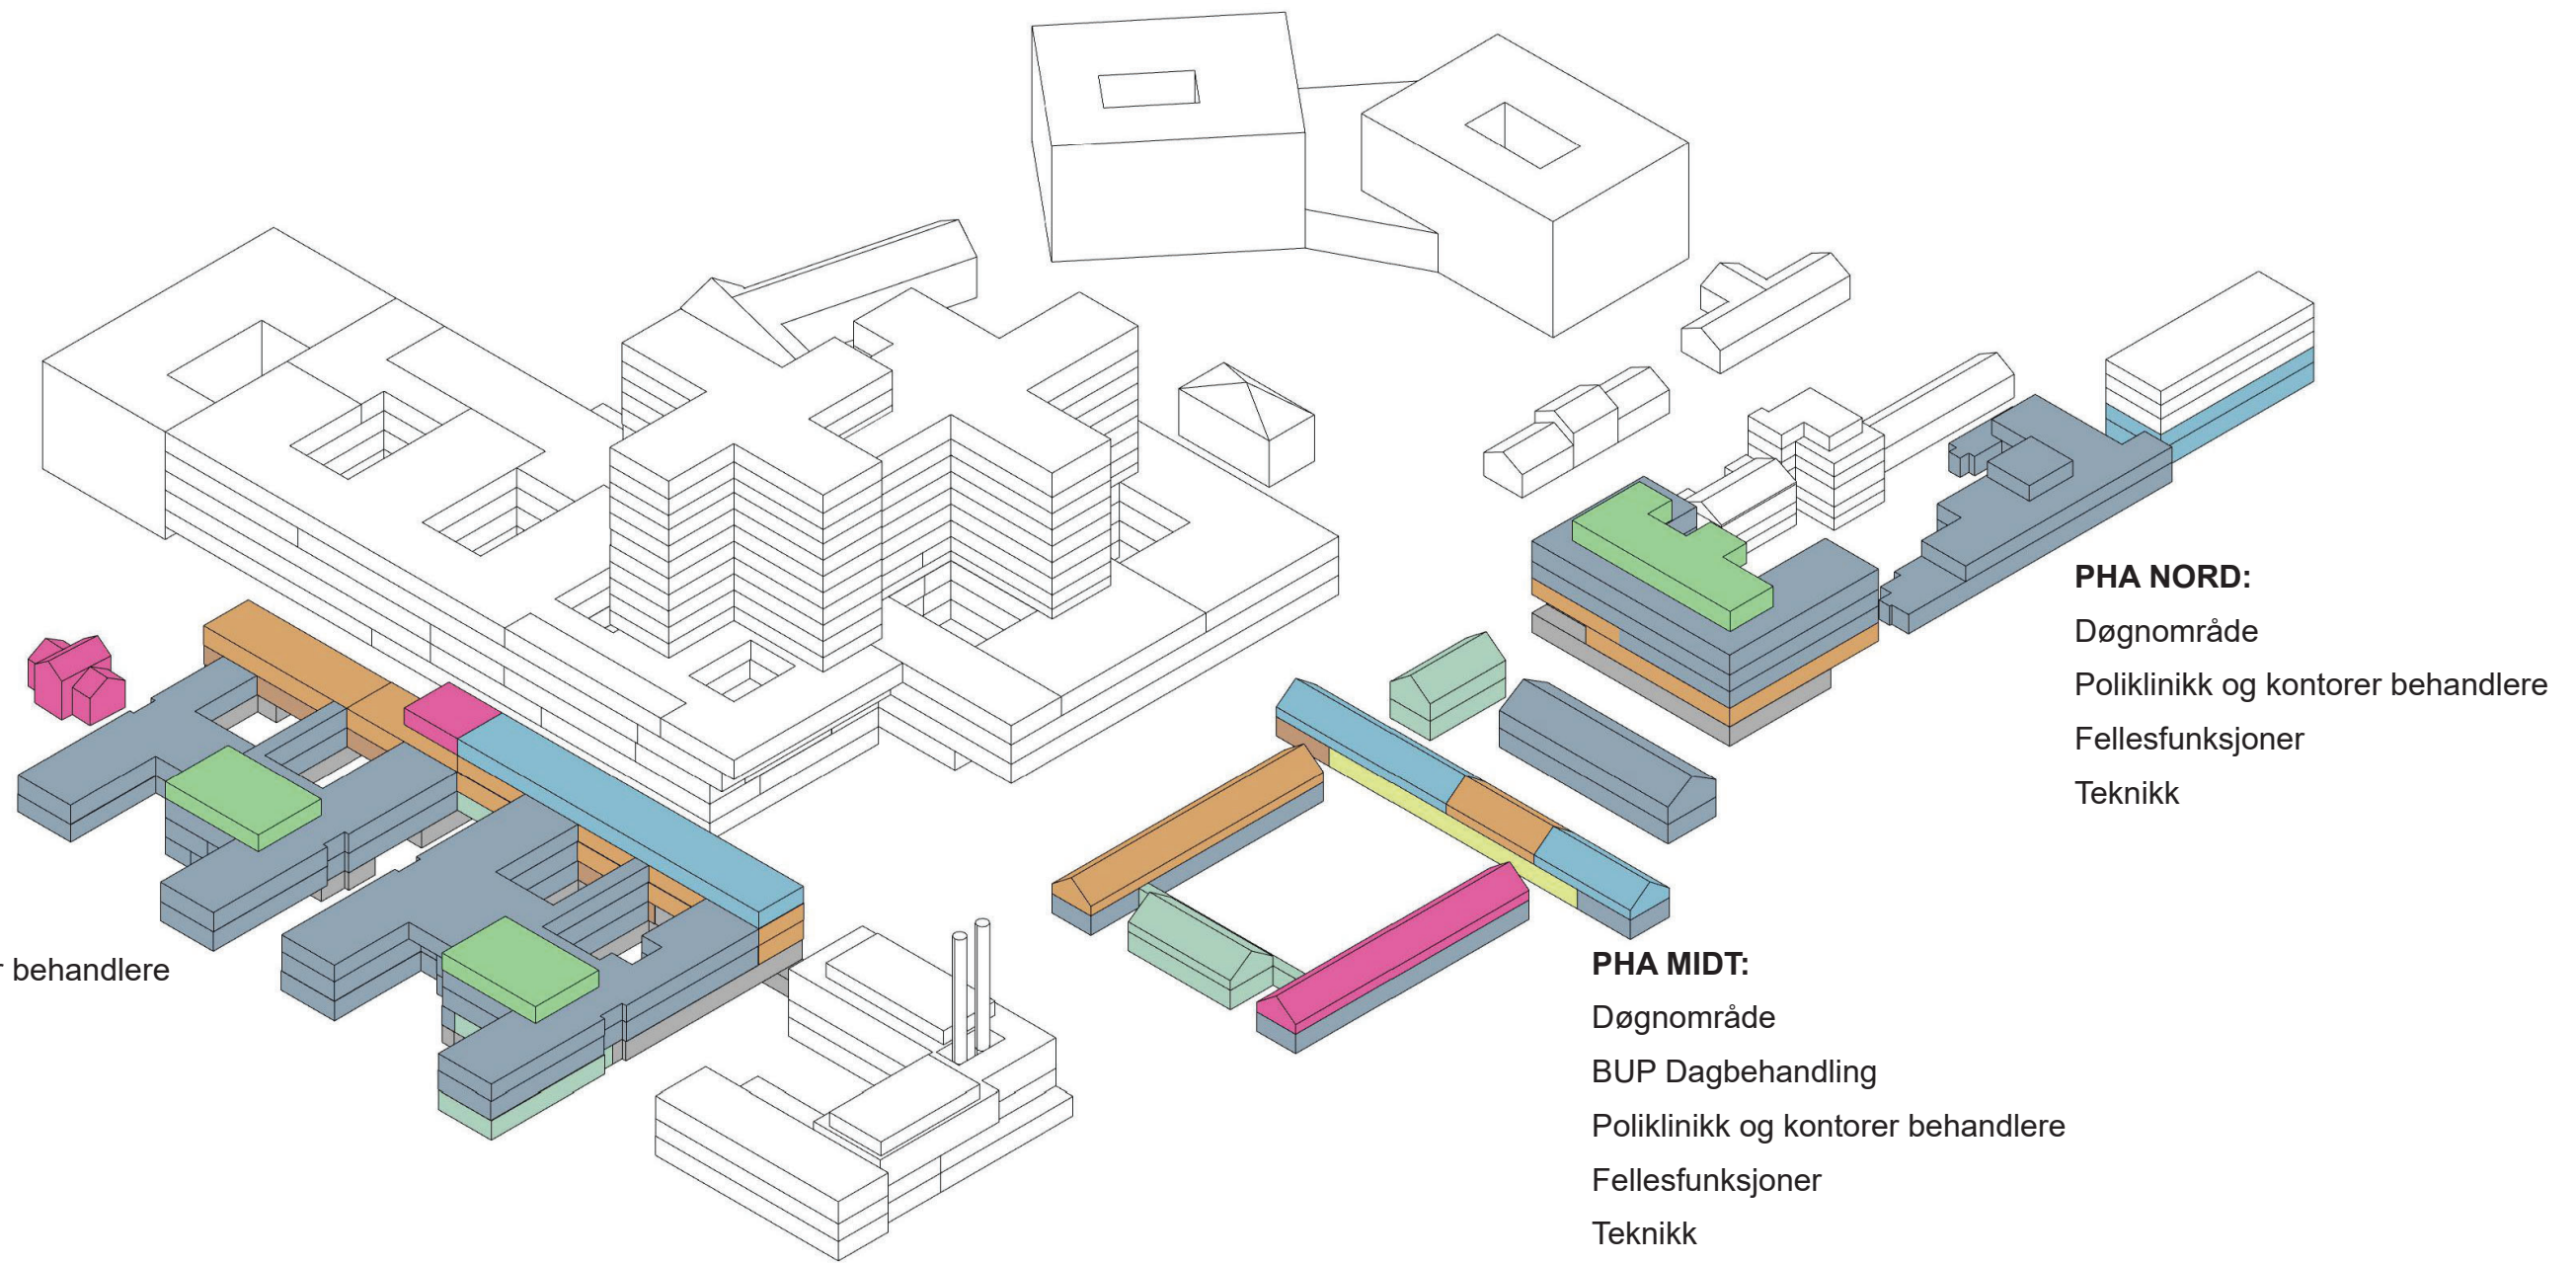 PHA NORD:
Døgnområde
Poliklinikk og kontorer behandlere
Fellesfunksjoner
Teknikk
behandlere
PHA MIDT:
Døgnområde
BUP Dagbehandling
Poliklinikk og kontorer behandlere
Fellesfunksjoner
Teknikk